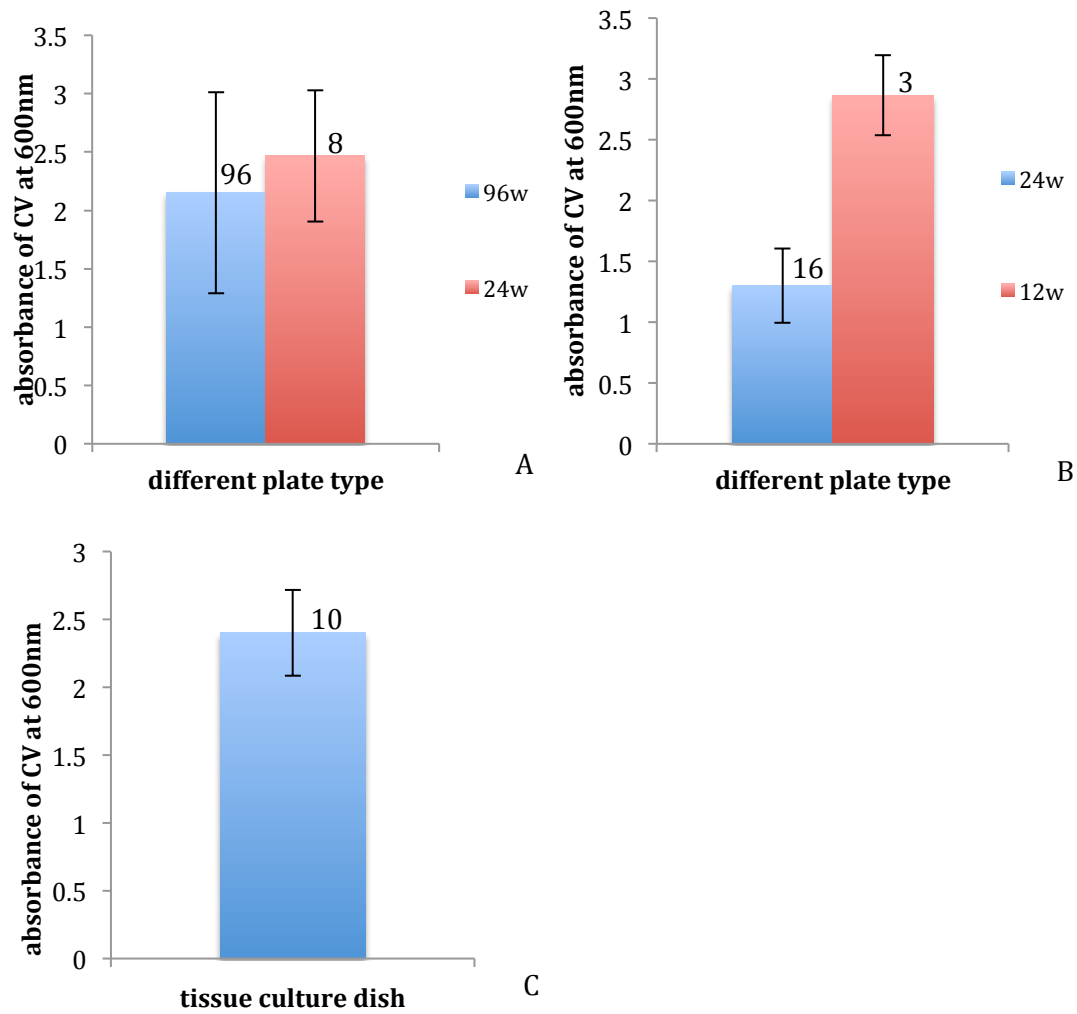 3.5
3
2.5
2
1.5
1
0.5
0
absorbance of CV at 600nm
96
8
96w
24w
different plate type
A
3.5
3
2.5
2
1.5
1
0.5
0
absorbance of CV at 600nm
16
3
24w
12w
different plate type
B
3
2.5
2
1.5
1
0.5
0
absorbance of CV at 600nm
10
tissue culture dish
C